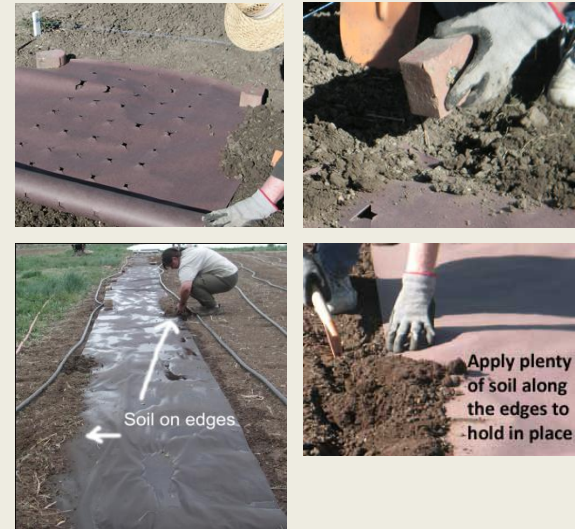 Soil on edges
Apply plenty
of soil along
the edges to
hold in place